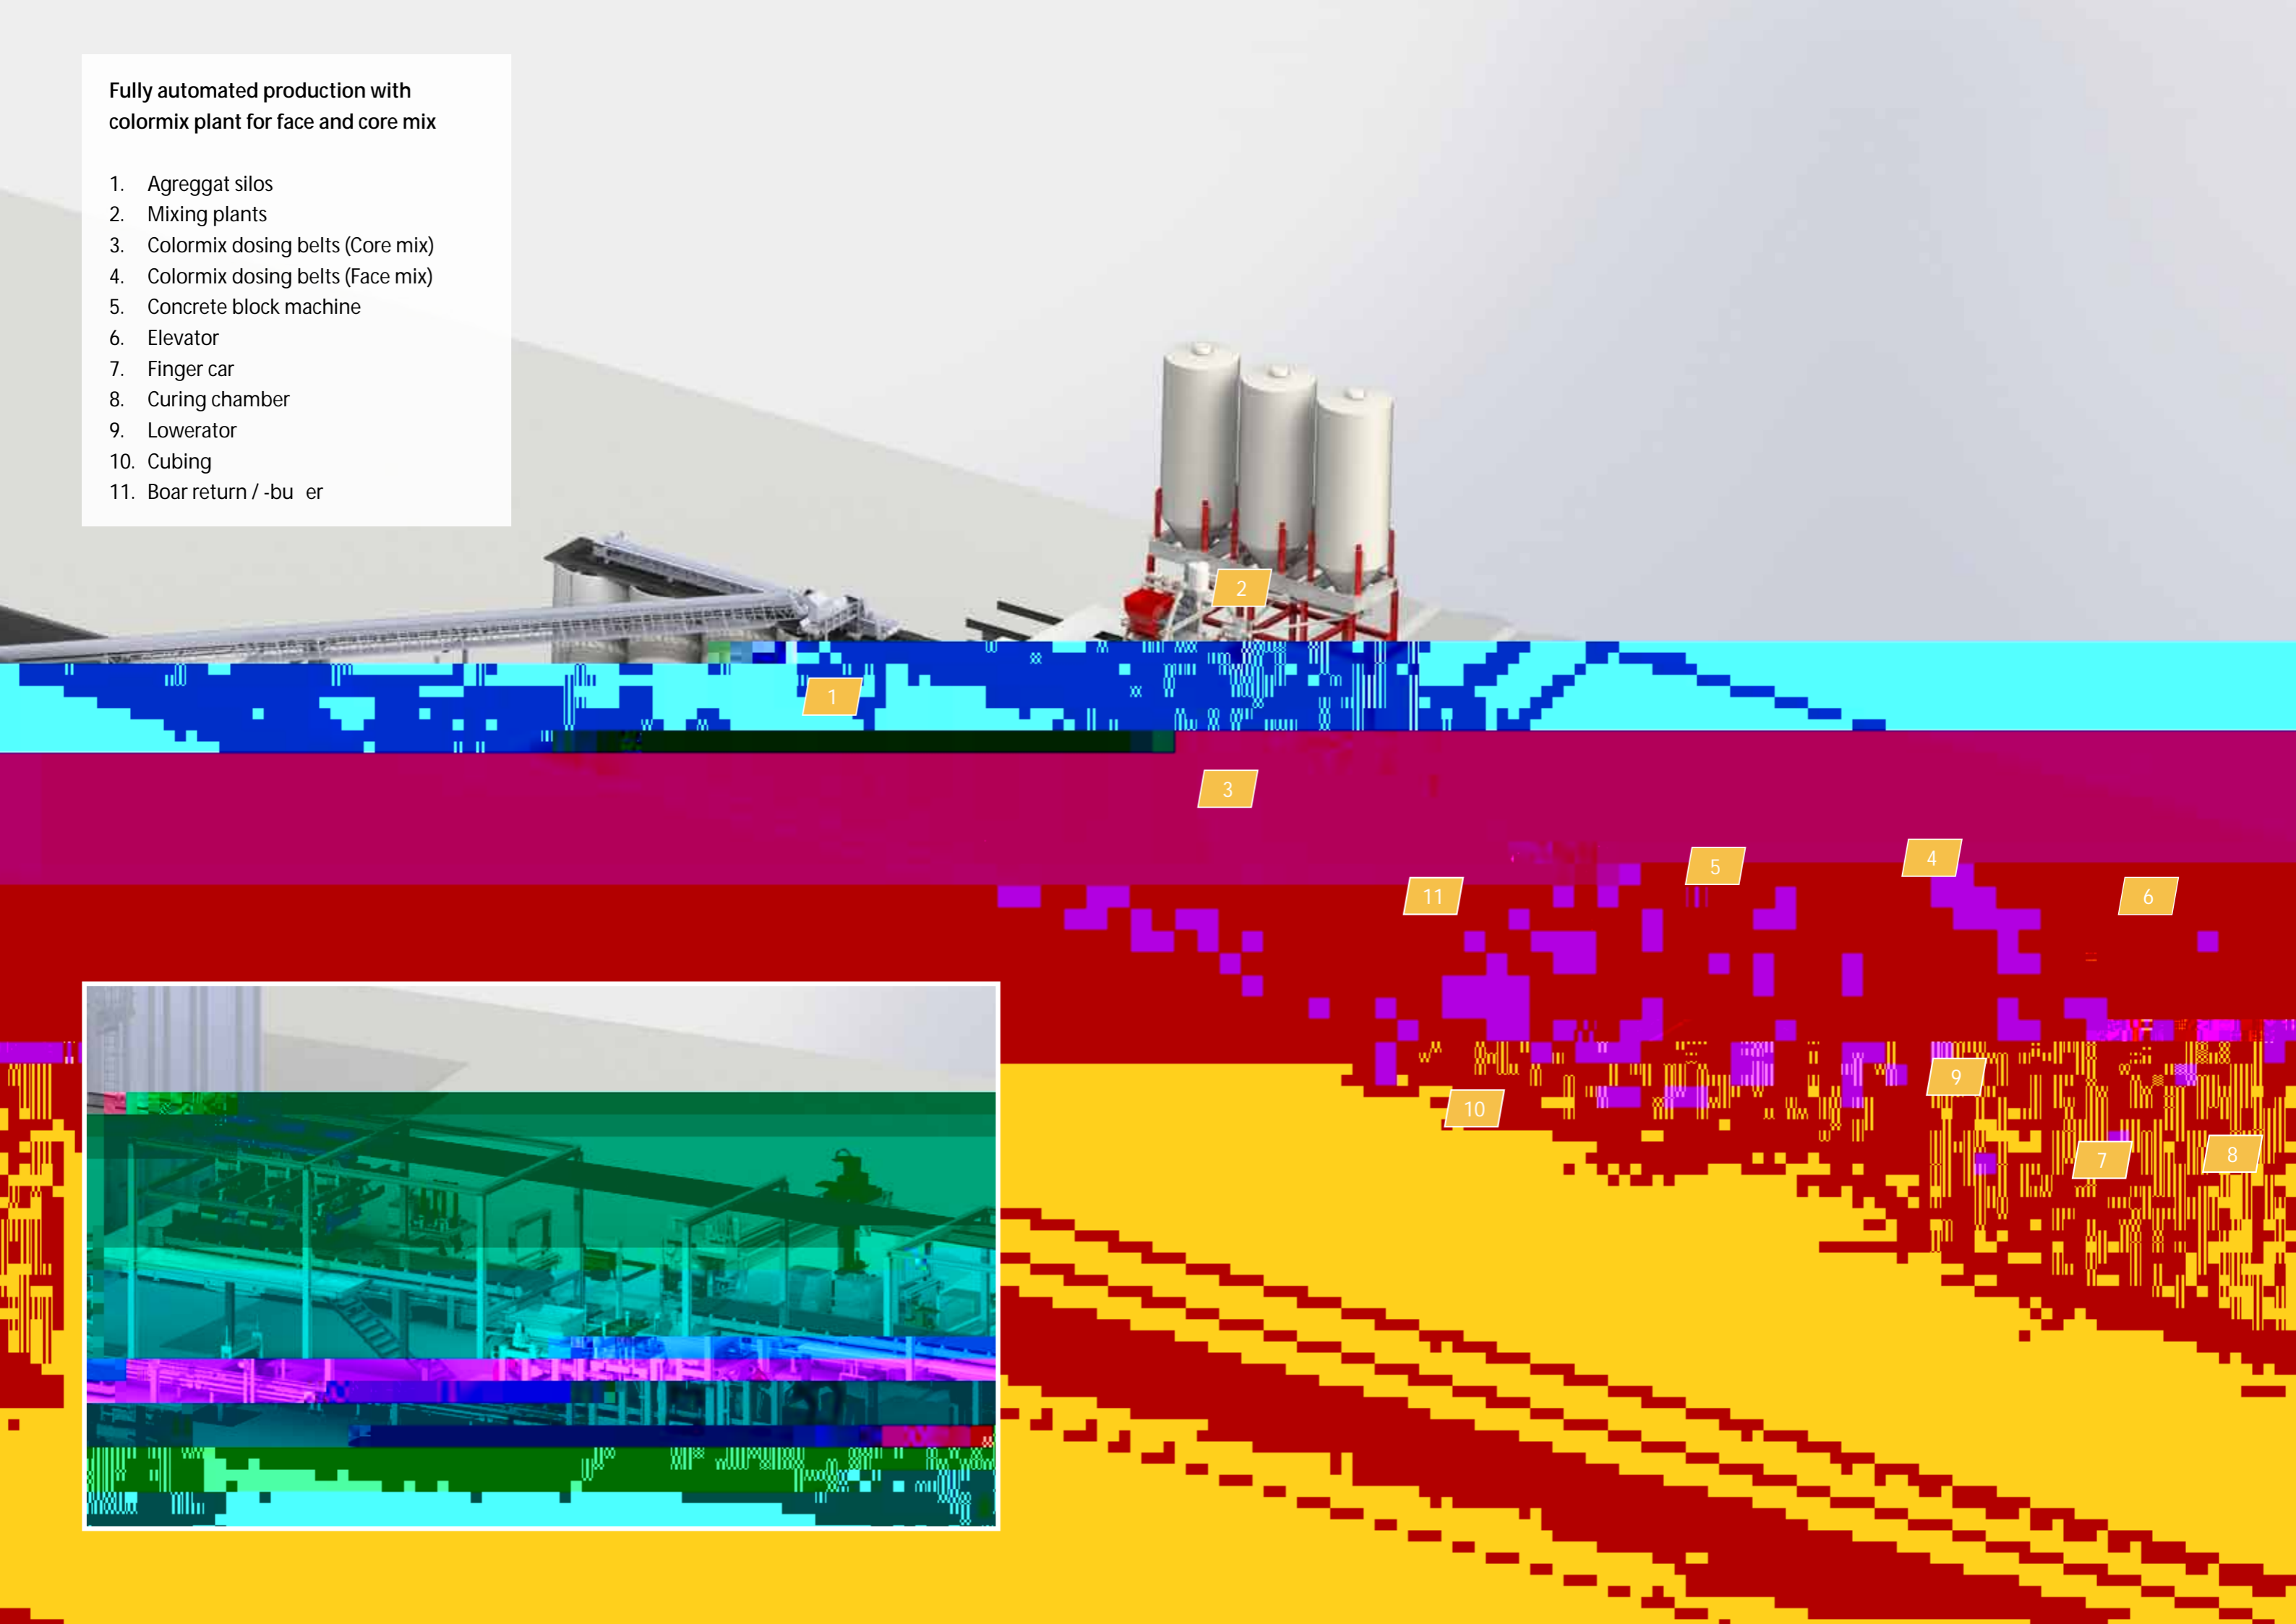 Fully automated production with
colormix plant for face and core mix
1. Agreggat silos
2. Mixing plants
3. Colormix dosing belts (Core mix)
4. Colormix dosing belts (Face mix)
5. Concrete block machine
6. Elevator
7. Finger car
8. Curing chamber
9. Lowerator
10. Cubing
11. Boar return / -bu er
2
1
3
5
4
11
6
9
10
7
8